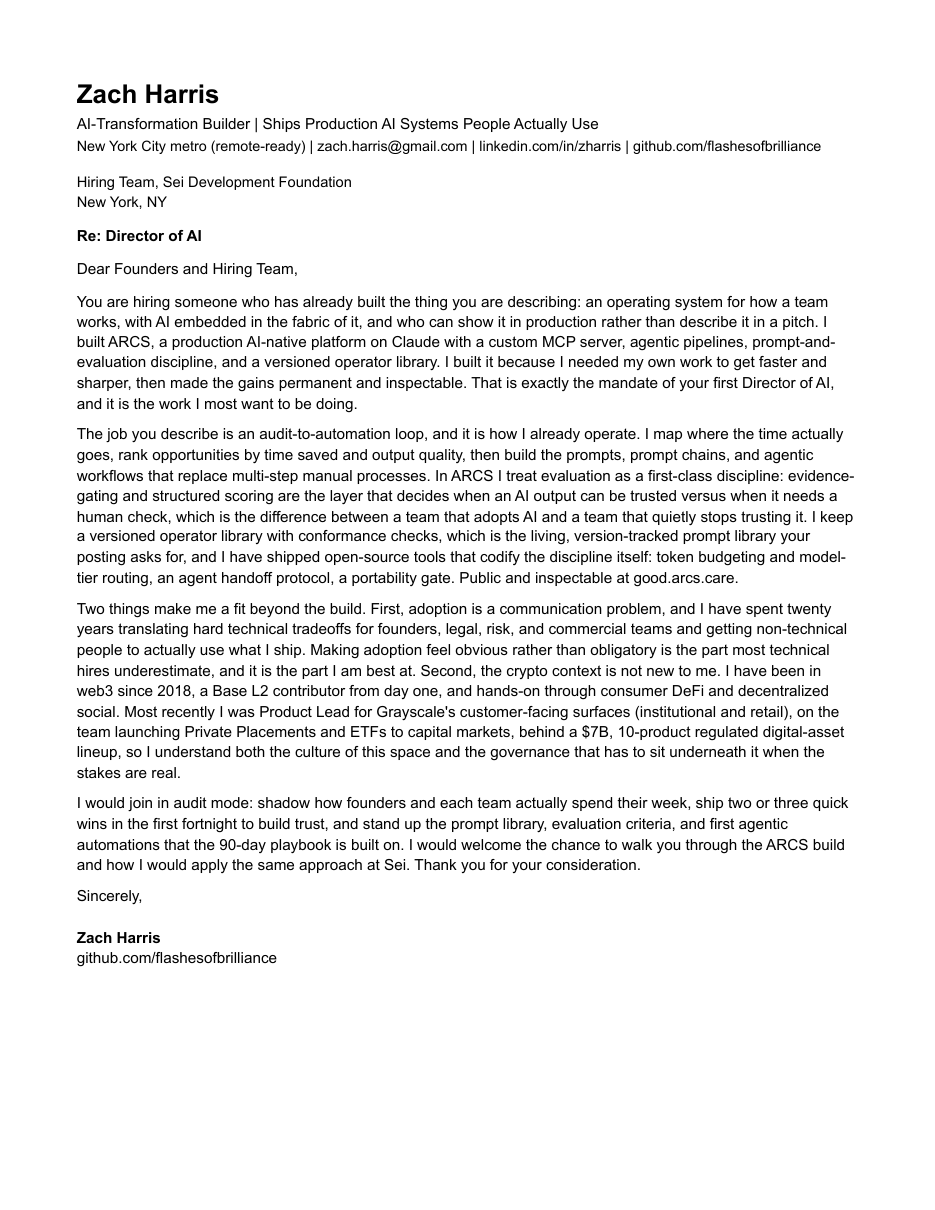 Zach Harris
AI-Transformation Builder | Ships Production AI Systems People Actually Use
New York City metro (remote-ready) | zach.harris@gmail.com | linkedin.com/in/zharris | github.com/flashesofbrilliance
Hiring Team, Sei Development Foundation
New York, NY
Re: Director of AI
Dear Founders and Hiring Team,
You are hiring someone who has already built the thing you are describing: an operating system for how a team
works, with AI embedded in the fabric of it, and who can show it in production rather than describe it in a pitch. I
built ARCS, a production AI-native platform on Claude with a custom MCP server, agentic pipelines, prompt-and-
evaluation discipline, and a versioned operator library. I built it because I needed my own work to get faster and
sharper, then made the gains permanent and inspectable. That is exactly the mandate of your first Director of AI,
and it is the work I most want to be doing.
The job you describe is an audit-to-automation loop, and it is how I already operate. I map where the time actually
goes, rank opportunities by time saved and output quality, then build the prompts, prompt chains, and agentic
workflows that replace multi-step manual processes. In ARCS I treat evaluation as a first-class discipline: evidence-
gating and structured scoring are the layer that decides when an AI output can be trusted versus when it needs a
human check, which is the difference between a team that adopts AI and a team that quietly stops trusting it. I keep
a versioned operator library with conformance checks, which is the living, version-tracked prompt library your
posting asks for, and I have shipped open-source tools that codify the discipline itself: token budgeting and model-
tier routing, an agent handoff protocol, a portability gate. Public and inspectable at good.arcs.care.
Two things make me a fit beyond the build. First, adoption is a communication problem, and I have spent twenty
years translating hard technical tradeoffs for founders, legal, risk, and commercial teams and getting non-technical
people to actually use what I ship. Making adoption feel obvious rather than obligatory is the part most technical
hires underestimate, and it is the part I am best at. Second, the crypto context is not new to me. I have been in
web3 since 2018, a Base L2 contributor from day one, and hands-on through consumer DeFi and decentralized
social. Most recently I was Product Lead for Grayscale's customer-facing surfaces (institutional and retail), on the
team launching Private Placements and ETFs to capital markets, behind a $7B, 10-product regulated digital-asset
lineup, so I understand both the culture of this space and the governance that has to sit underneath it when the
stakes are real.
I would join in audit mode: shadow how founders and each team actually spend their week, ship two or three quick
wins in the first fortnight to build trust, and stand up the prompt library, evaluation criteria, and first agentic
automations that the 90-day playbook is built on. I would welcome the chance to walk you through the ARCS build
and how I would apply the same approach at Sei. Thank you for your consideration.
Sincerely,
Zach Harris
github.com/flashesofbrilliance